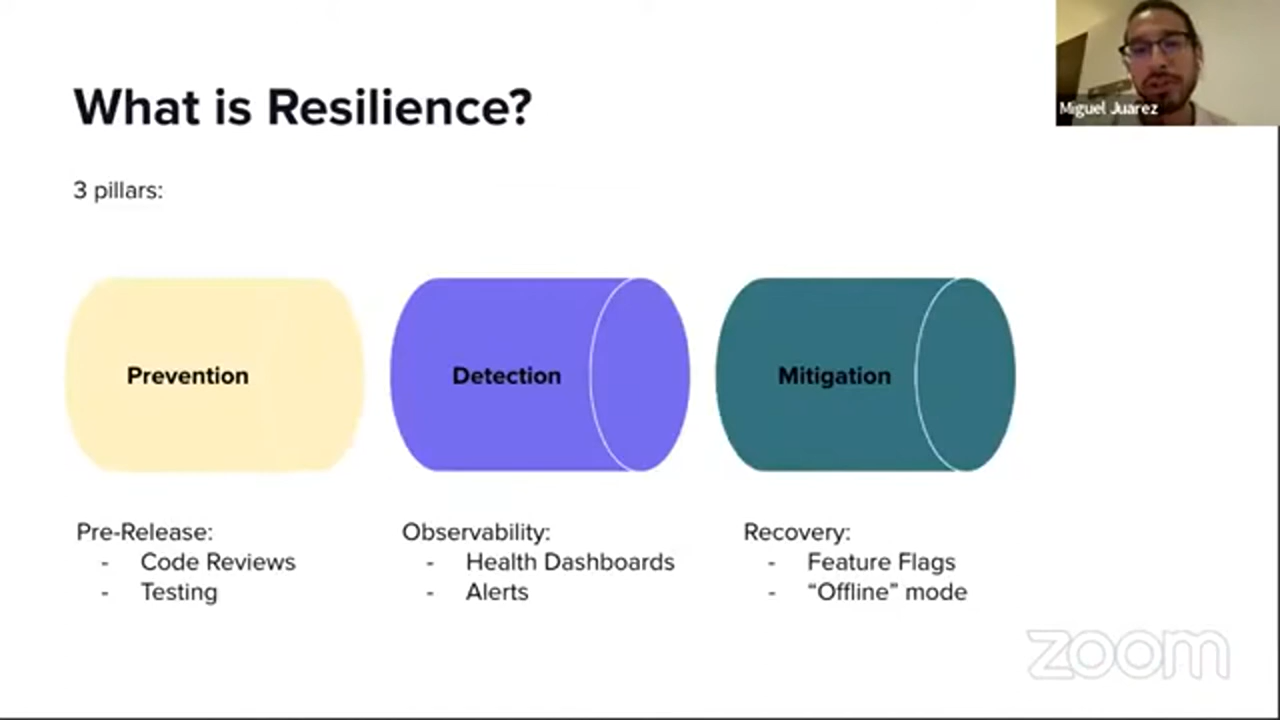 What is Resilience?
Miguel Juarez
3 pillars:
Prevention
Detection
Mitigation
Pre-Release:
- Code Reviews
- Testing
Observability:
- Health Dashboards
- Alerts
Recovery:
- Feature Flags
- “Offline” mode
zoom